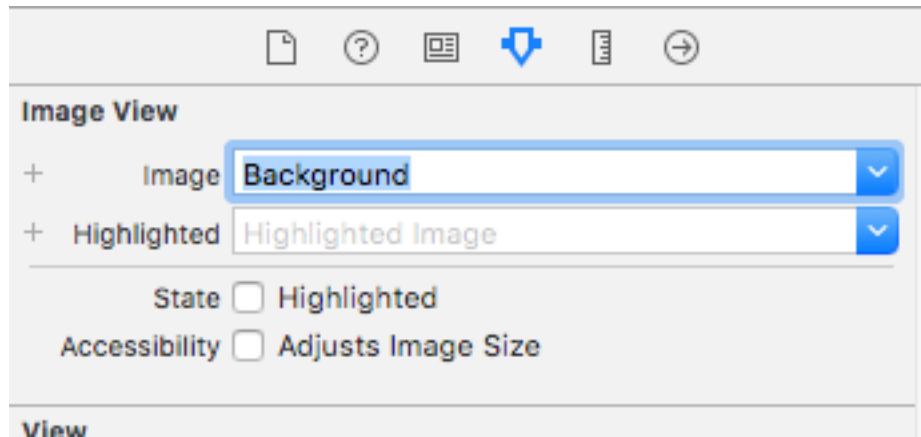 Image View
+ Image Background
+ Highlighted Highlighted Image
State Highlighted
Accessibility Adjusts Image Size
View